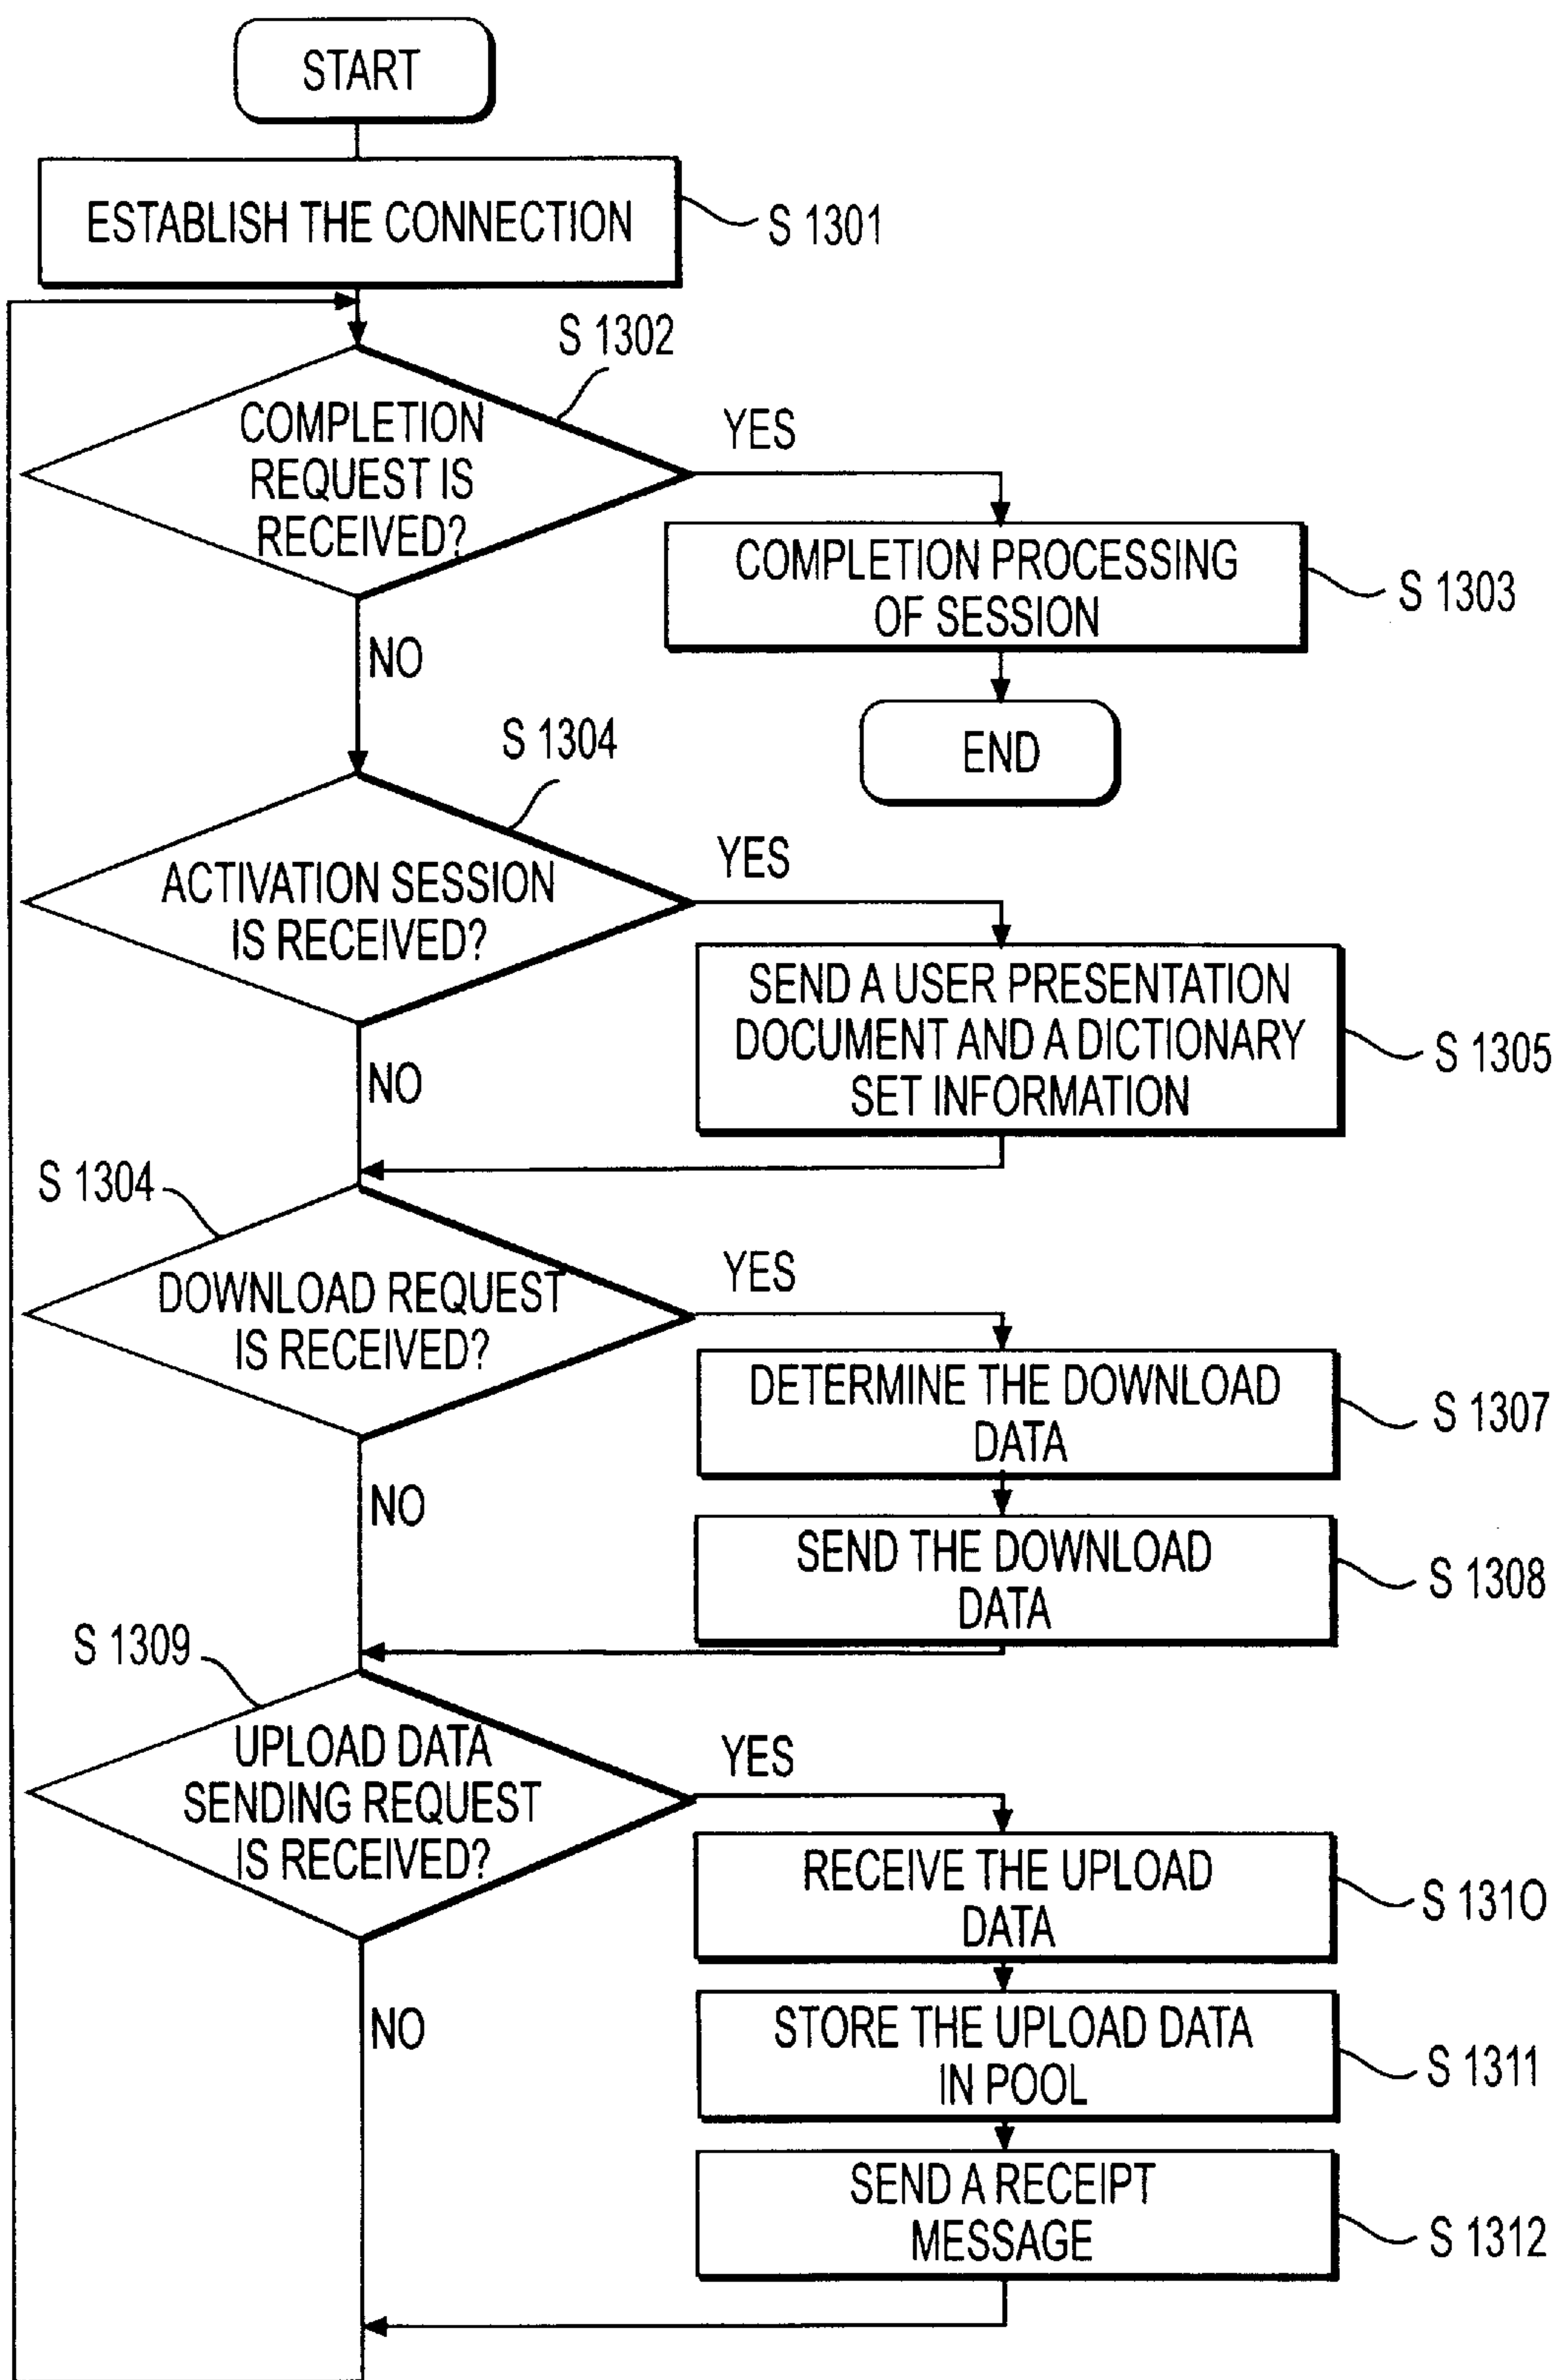 START
ESTABLISH THE CONNECTION
S 1301
S 1302
COMPLETION
REQUEST IS
RECEIVED?
YES
COMPLETION PROCESSING
OF SESSION
S 1303
NO
END
S 1304
ACTIVATION SESSION
IS RECEIVED?
YES
SEND A USER PRESENTATION
DOCUMENT AND A DICTIONARY
SET INFORMATION
S 1305
NO
S 1304
DOWNLOAD REQUEST
IS RECEIVED?
YES
DETERMINE THE DOWNLOAD
DATA
S 1307
NO
SEND THE DOWNLOAD
DATA
S 1308
S 1309
UPLOAD DATA
SENDING REQUEST
IS RECEIVED?
YES
RECEIVE THE UPLOAD
DATA
S 1310
NO
STORE THE UPLOAD DATA
IN POOL
S 1311
SEND A RECEIPT
MESSAGE
S 1312